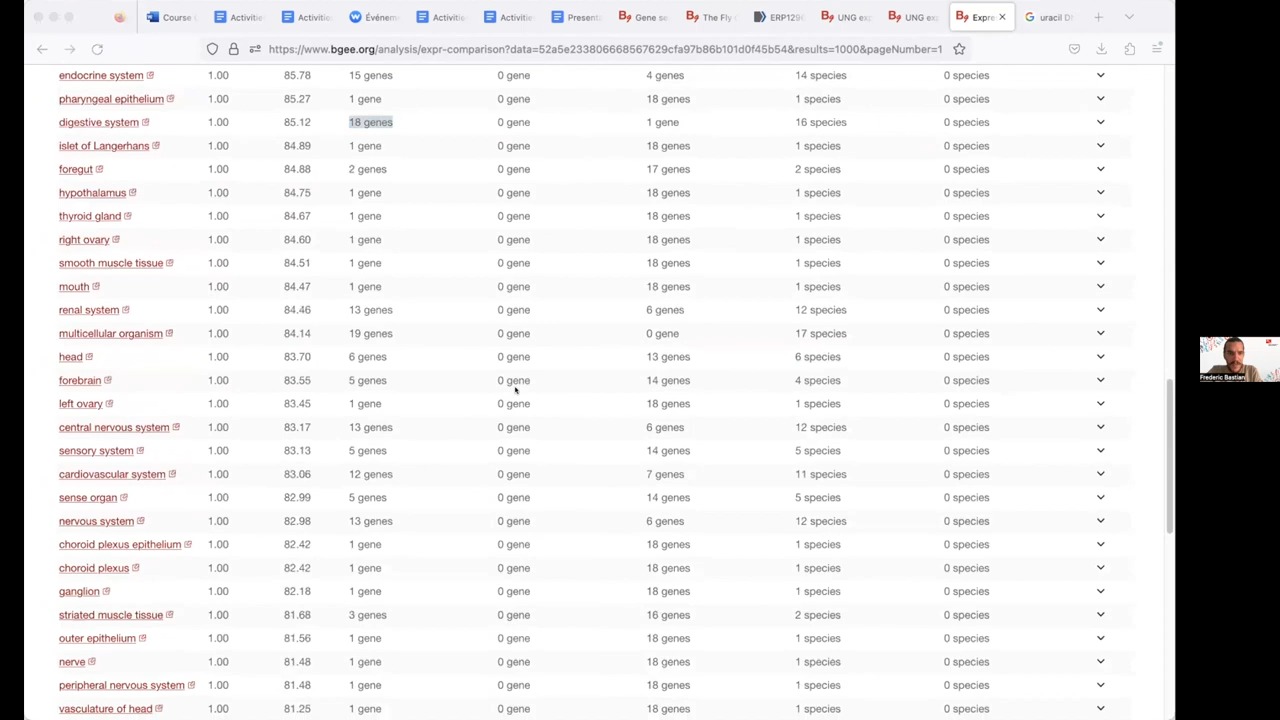 Course
Activitie
Activitie
Événeme
Activitie
Activitie
Presenta
Gene se
The Fly
ERP129
UNG ex
UNG ex
Expre
uracil D
https://www.bgee.org/analysis/expr-comparison?data=52a5e233806668567629cfa97b86b101d0f45b54&results=1000&pageNumber=1
endocrine system 1.00 85.78 15 genes 0 gene 4 genes 14 species 0 species
pharyngeal epithelium 1.00 85.27 1 gene 0 gene 18 genes 1 species 0 species
digestive system 1.00 85.12 18 genes 0 gene 1 gene 16 species 0 species
islet of Langerhans 1.00 84.89 1 gene 0 gene 18 genes 1 species 0 species
foregut 1.00 84.88 2 genes 0 gene 17 genes 2 species 0 species
hypothalamus 1.00 84.75 1 gene 0 gene 18 genes 1 species 0 species
thyroid gland 1.00 84.67 1 gene 0 gene 18 genes 1 species 0 species
right ovary 1.00 84.60 1 gene 0 gene 18 genes 1 species 0 species
smooth muscle tissue 1.00 84.51 1 gene 0 gene 18 genes 1 species 0 species
mouth 1.00 84.47 1 gene 0 gene 18 genes 1 species 0 species
renal system 1.00 84.46 13 genes 0 gene 6 genes 12 species 0 species
multicellular organism 1.00 84.14 19 genes 0 gene 0 gene 17 species 0 species
head 1.00 83.70 6 genes 0 gene 13 genes 6 species 0 species
forebrain 1.00 83.55 5 genes 0 gene 14 genes 4 species 0 species
left ovary 1.00 83.45 1 gene 0 gene 18 genes 1 species 0 species
central nervous system 1.00 83.17 13 genes 0 gene 6 genes 12 species 0 species
sensory system 1.00 83.13 5 genes 0 gene 14 genes 5 species 0 species
cardiovascular system 1.00 83.06 12 genes 0 gene 7 genes 11 species 0 species
sense organ 1.00 82.99 5 genes 0 gene 14 genes 5 species 0 species
nervous system 1.00 82.98 13 genes 0 gene 6 genes 12 species 0 species
choroid plexus epithelium 1.00 82.42 1 gene 0 gene 18 genes 1 species 0 species
choroid plexus 1.00 82.42 1 gene 0 gene 18 genes 1 species 0 species
ganglion 1.00 82.18 1 gene 0 gene 18 genes 1 species 0 species
striated muscle tissue 1.00 81.68 3 genes 0 gene 16 genes 2 species 0 species
outer epithelium 1.00 81.56 1 gene 0 gene 18 genes 1 species 0 species
nerve 1.00 81.48 1 gene 0 gene 18 genes 1 species 0 species
peripheral nervous system 1.00 81.48 1 gene 0 gene 18 genes 1 species 0 species
vasculature of head 1.00 81.25 1 gene 0 gene 18 genes 1 species 0 species
Frederic Bastian